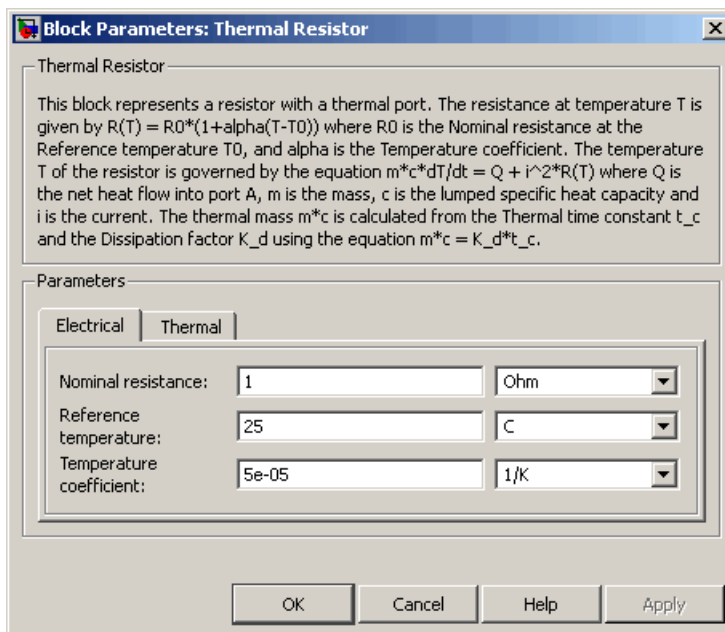 Block Parameters: Thermal Resistor
Thermal Resistor
This block represents a resistor with a thermal port. The resistance at temperature T is
given by R(T) = R0*(1+alpha(T-T0)) where R0 is the Nominal resistance at the
Reference temperature T0, and alpha is the Temperature coefficient. The temperature
T of the resistor is governed by the equation m*c*dT/dt = Q + i^2*R(T) where Q is
the net heat flow into port A, m is the mass, c is the lumped specific heat capacity and
i is the current. The thermal mass m*c is calculated from the Thermal time constant t_c
and the Dissipation factor K_d using the equation m*c = K_d*t_c.
Parameters
Electrical Thermal
Nominal resistance: 1 Ohm
Reference
temperature: 25 C
Temperature
coefficient: 5e-05 1/K
OK Cancel Help Apply